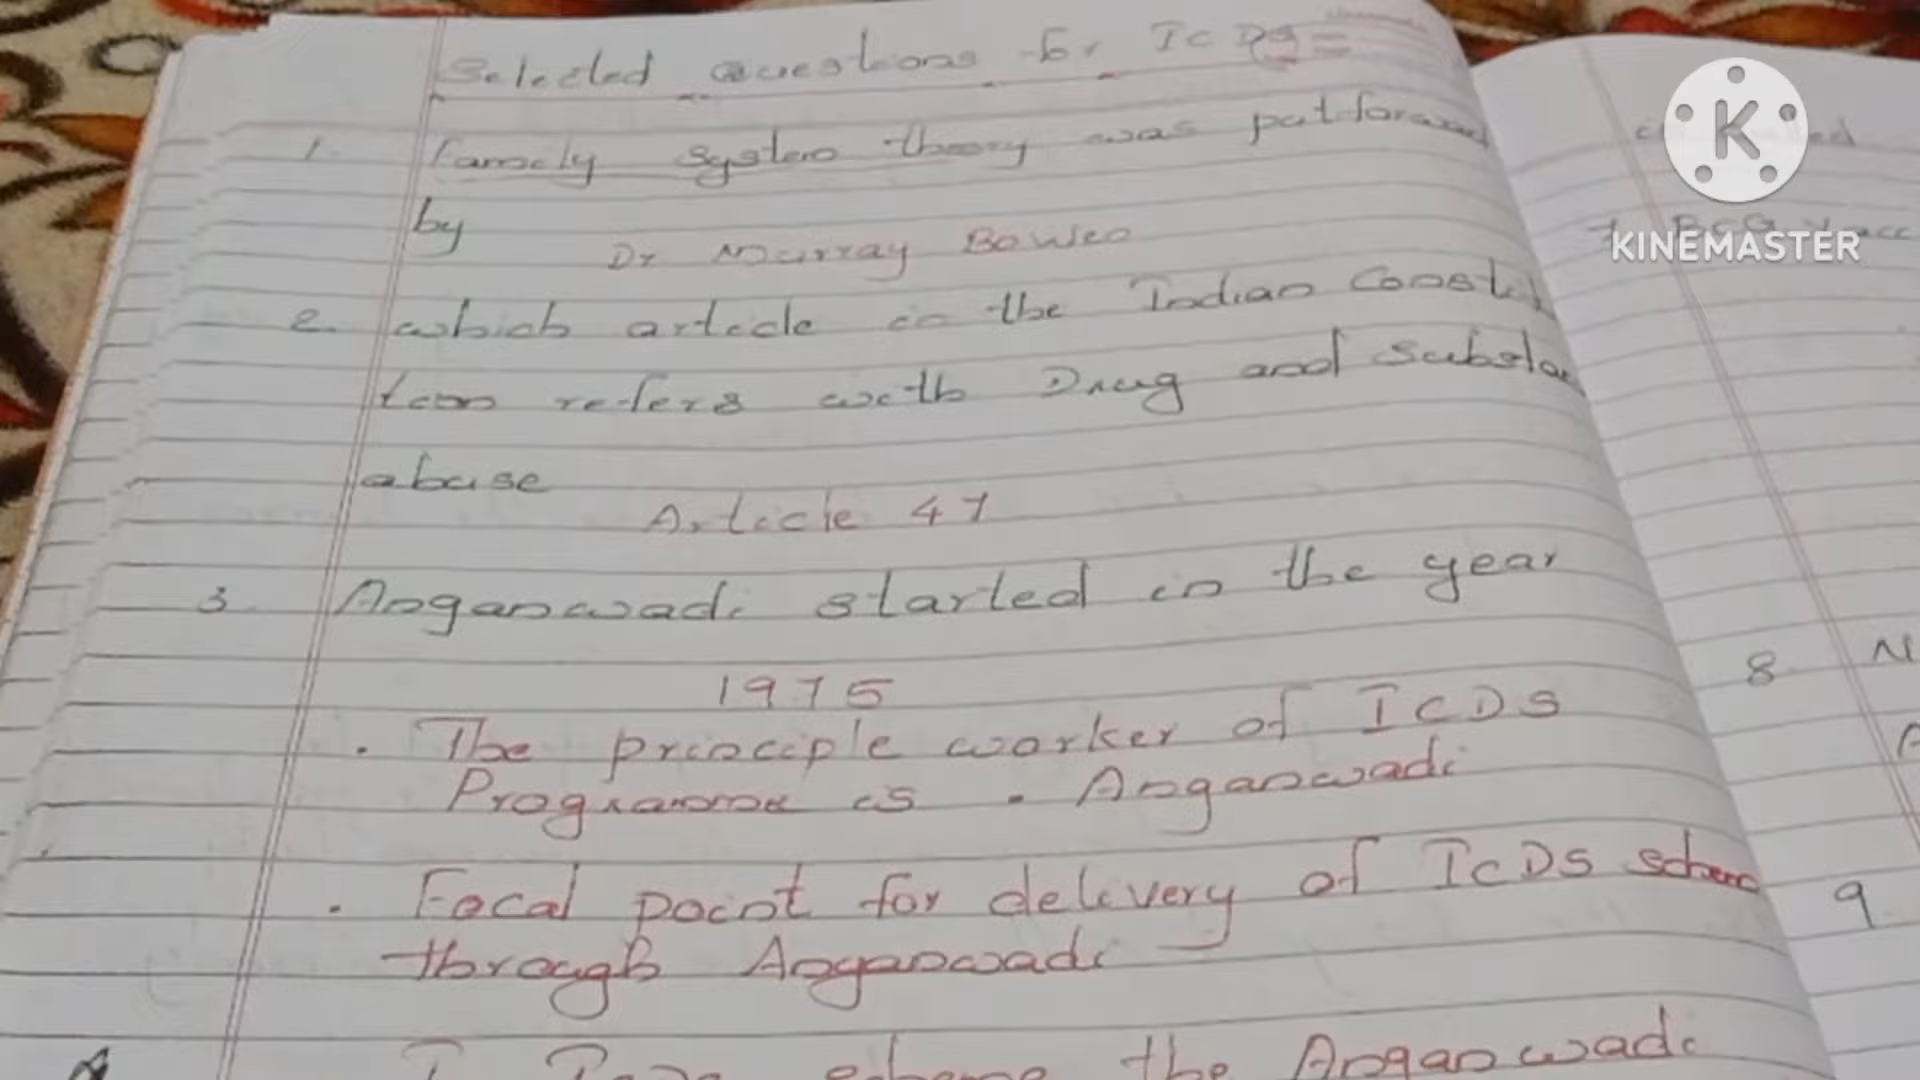 Selected Questions for ICDS
1. Family System theory was put forward
by
Dr Murray Bowen
2. which article in the Indian Constitu
tion refers with Drug and Substan
abuse
Article 47
3. Anganwadi started in the year
1975
. The principle worker of ICDS
Programme is . Anganwadi
. Focal point for delivery of ICDS scheme
through Anganwadi
scheme the Anganwadi
8
9
KINEMASTER